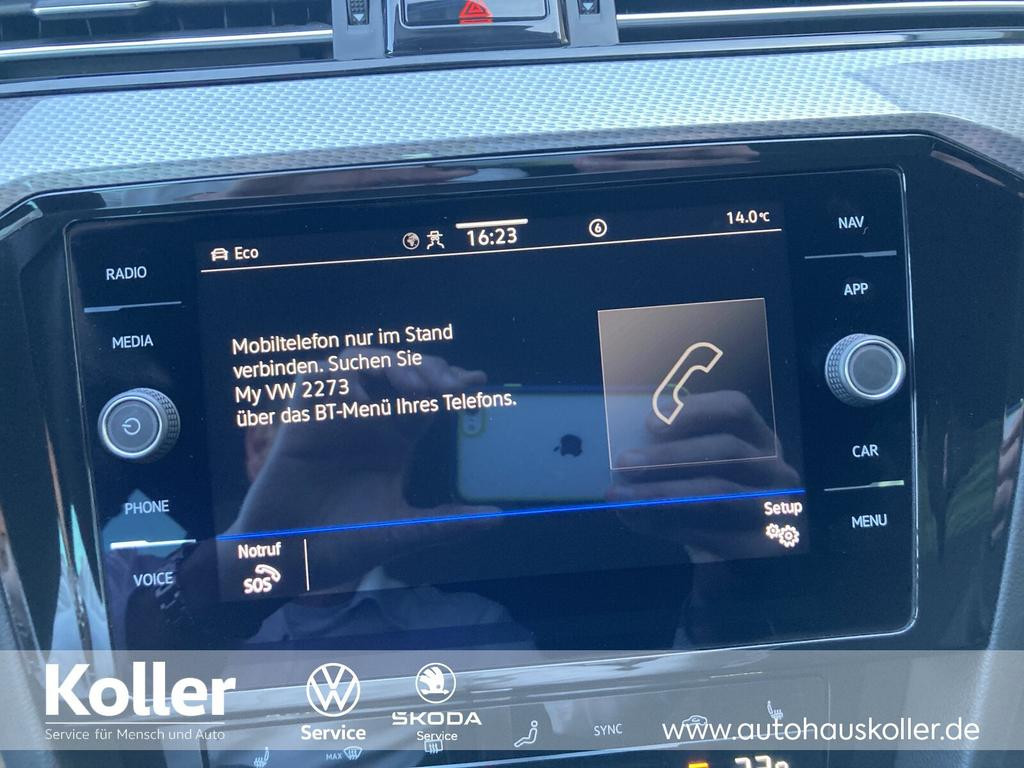 Eco
16:23
6
14.0°C
RADIO
MEDIA
PHONE
VOICE
NAV
APP
CAR
MENU
Mobiltelefon nur im Stand
verbinden. Suchen Sie
My VW 2273
über das BT-Menü Ihres Telefons.
Notruf
SOS
Setup
Koller
Service für Mensch und Auto
Service
SKODA
Service
www.autohauskoller.de
SYNC
MAX